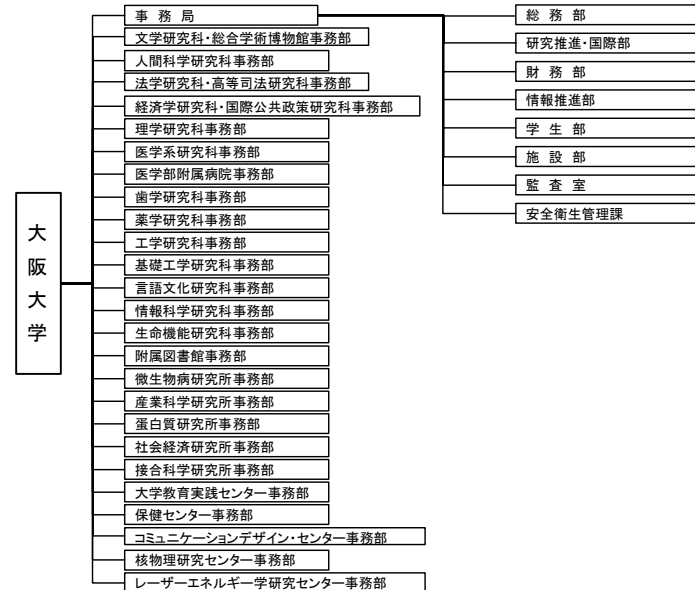 大阪大学
事務局
文学研究科・総合学術博物館事務部
人間科学研究科事務部
法学研究科・高等司法研究科事務部
経済学研究科・国際公共政策研究科事務部
理学研究科事務部
医学系研究科事務部
医学部附属病院事務部
歯学研究科事務部
薬学研究科事務部
工学研究科事務部
基礎工学研究科事務部
言語文化研究科事務部
情報科学研究科事務部
生命機能研究科事務部
附属図書館事務部
微生物病研究所事務部
産業科学研究所事務部
蛋白質研究所事務部
社会経済研究所事務部
接合科学研究所事務部
大学教育実践センター事務部
保健センター事務部
コミュニケーションデザイン・センター事務部
核物理研究センター事務部
レーザーエネルギー学研究センター事務部
総務部
研究推進・国際部
財務部
情報推進部
学生部
施設部
監査室
安全衛生管理課